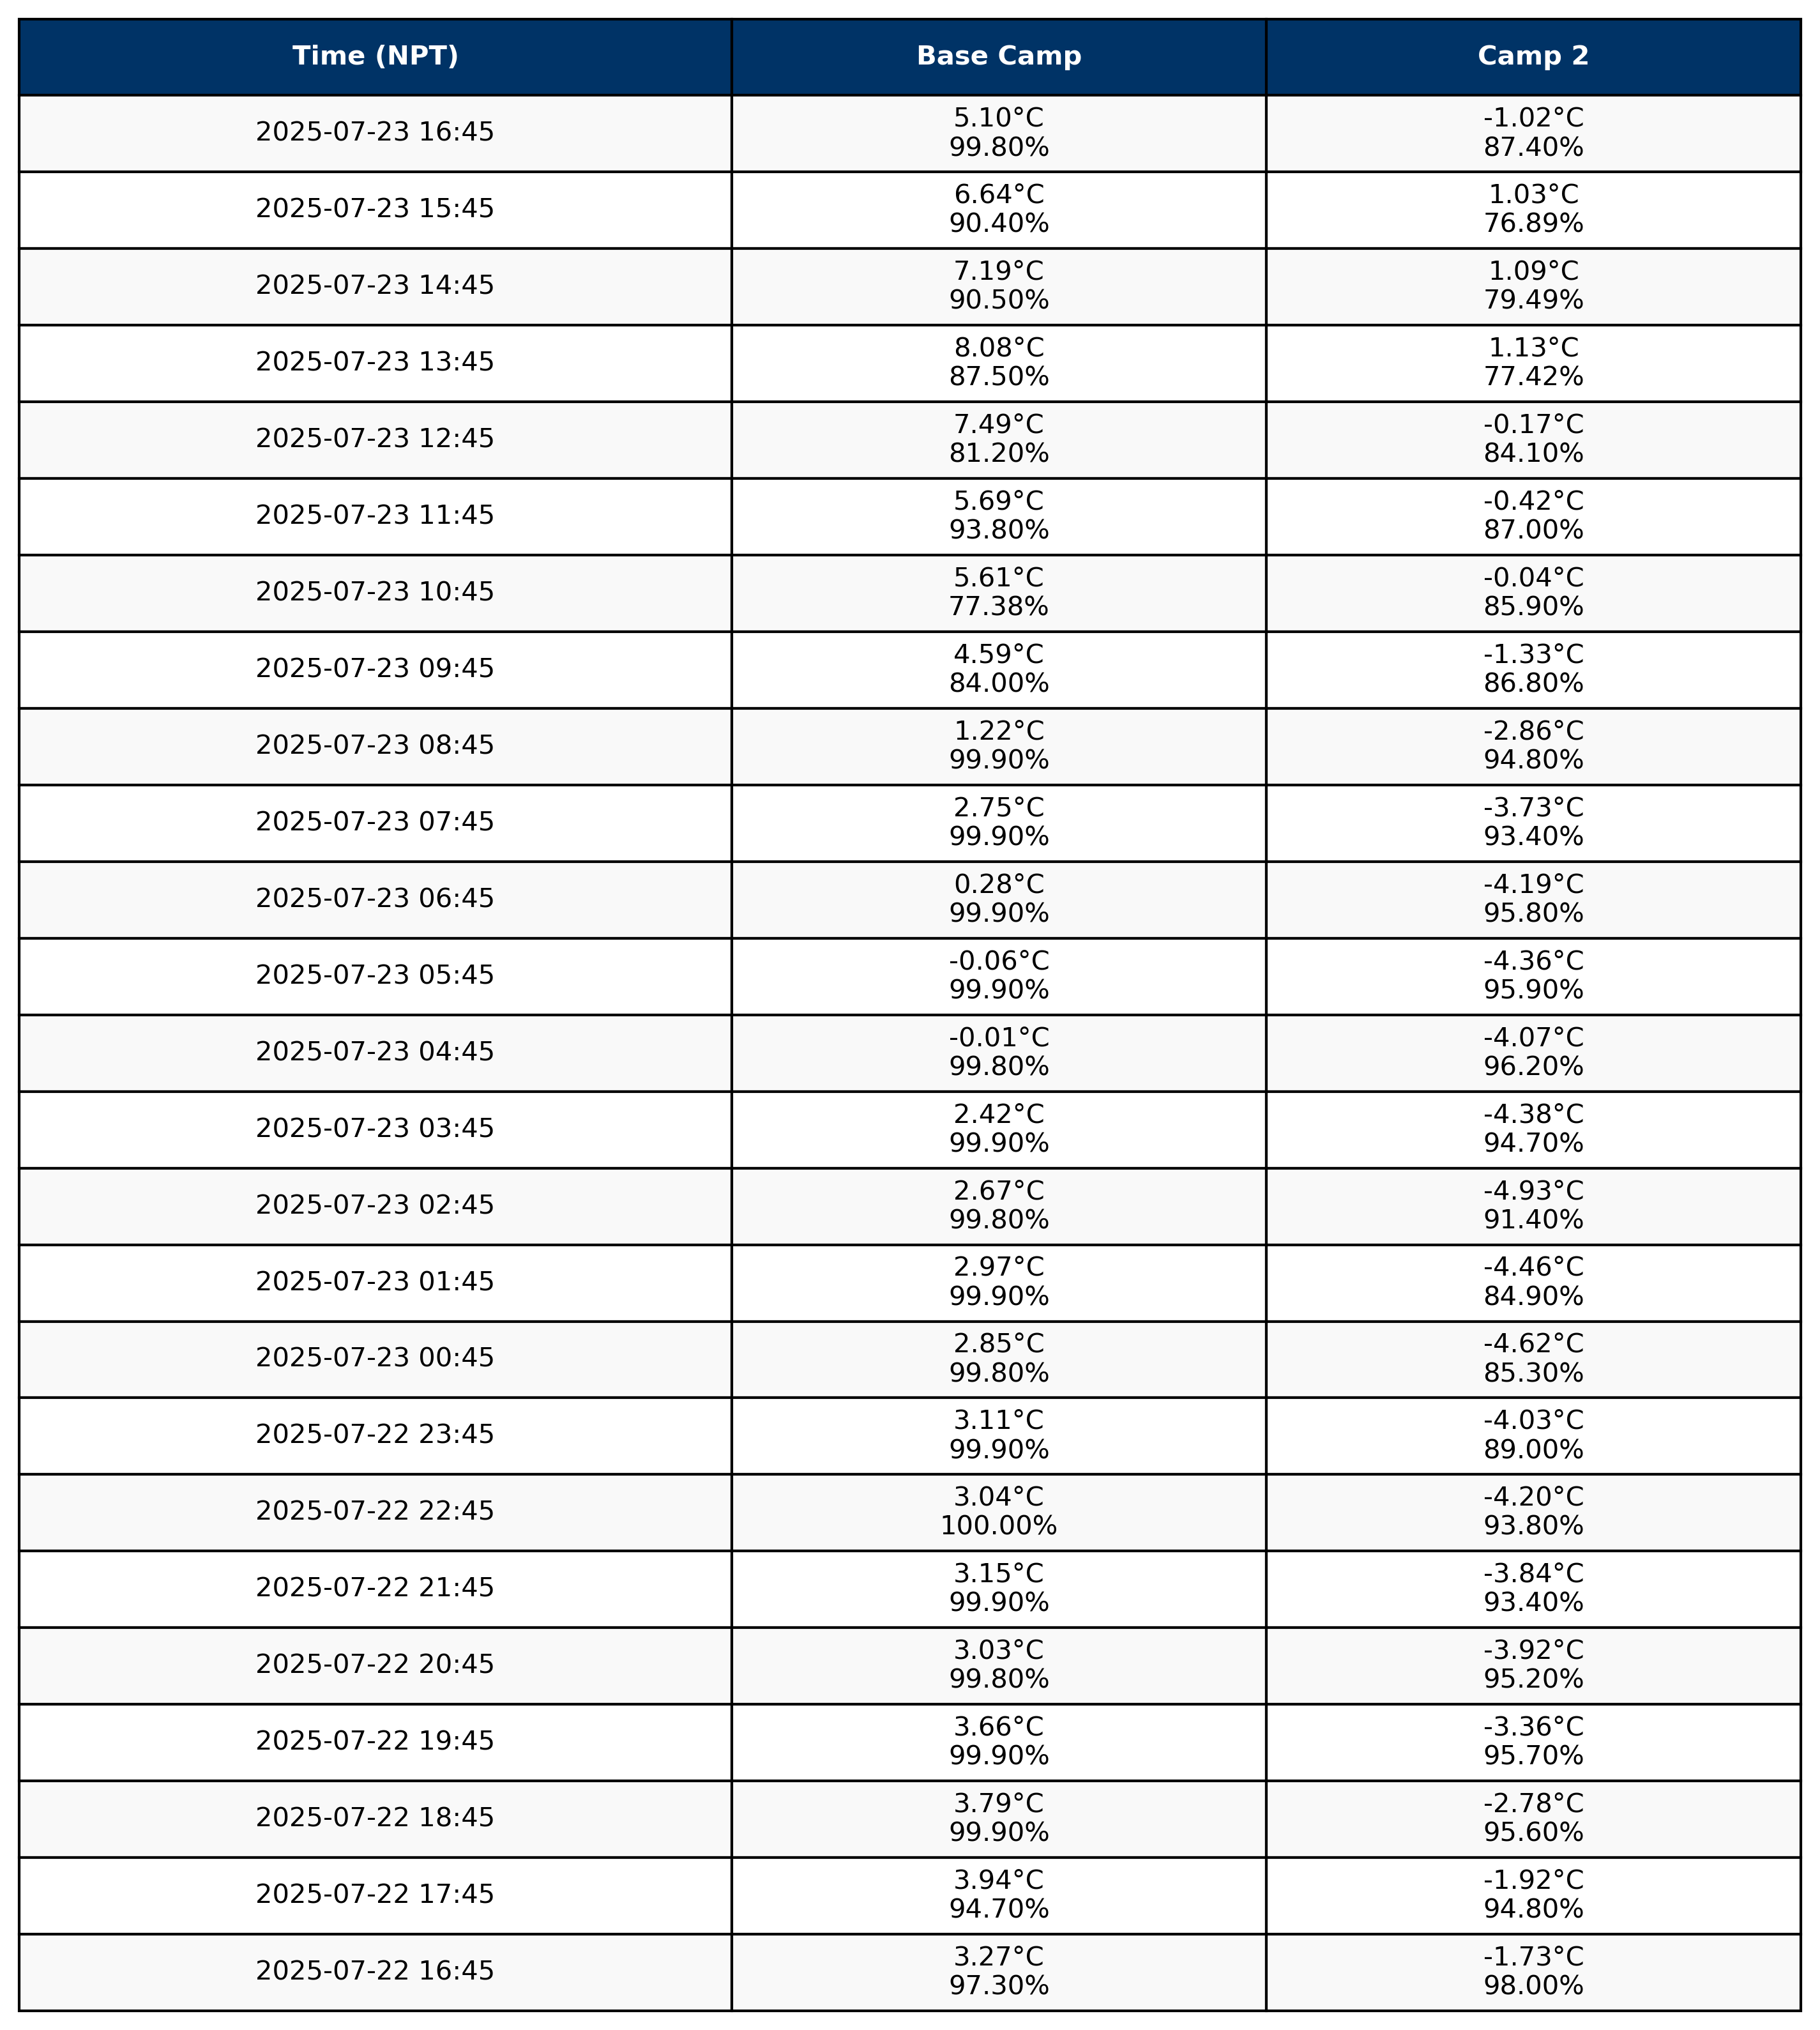 Time (NPT) Base Camp Camp 2
2025-07-23 16:45 5.10°C -1.02°C
99.80% 87.40%
2025-07-23 15:45 6.64°C 1.03°C
90.40% 76.89%
2025-07-23 14:45 7.19°C 1.09°C
90.50% 79.49%
2025-07-23 13:45 8.08°C 1.13°C
87.50% 77.42%
2025-07-23 12:45 7.49°C -0.17°C
81.20% 84.10%
2025-07-23 11:45 5.69°C -0.42°C
93.80% 87.00%
2025-07-23 10:45 5.61°C -0.04°C
77.38% 85.90%
2025-07-23 09:45 4.59°C -1.33°C
84.00% 86.80%
2025-07-23 08:45 1.22°C -2.86°C
99.90% 94.80%
2025-07-23 07:45 2.75°C -3.73°C
99.90% 93.40%
2025-07-23 06:45 0.28°C -4.19°C
99.90% 95.80%
2025-07-23 05:45 -0.06°C -4.36°C
99.90% 95.90%
2025-07-23 04:45 -0.01°C -4.07°C
99.80% 96.20%
2025-07-23 03:45 2.42°C -4.38°C
99.90% 94.70%
2025-07-23 02:45 2.67°C -4.93°C
99.80% 91.40%
2025-07-23 01:45 2.97°C -4.46°C
99.90% 84.90%
2025-07-23 00:45 2.85°C -4.62°C
99.80% 85.30%
2025-07-22 23:45 3.11°C -4.03°C
99.90% 89.00%
2025-07-22 22:45 3.04°C -4.20°C
100.00% 93.80%
2025-07-22 21:45 3.15°C -3.84°C
99.90% 93.40%
2025-07-22 20:45 3.03°C -3.92°C
99.80% 95.20%
2025-07-22 19:45 3.66°C -3.36°C
99.90% 95.70%
2025-07-22 18:45 3.79°C -2.78°C
99.90% 95.60%
2025-07-22 17:45 3.94°C -1.92°C
94.70% 94.80%
2025-07-22 16:45 3.27°C -1.73°C
97.30% 98.00%